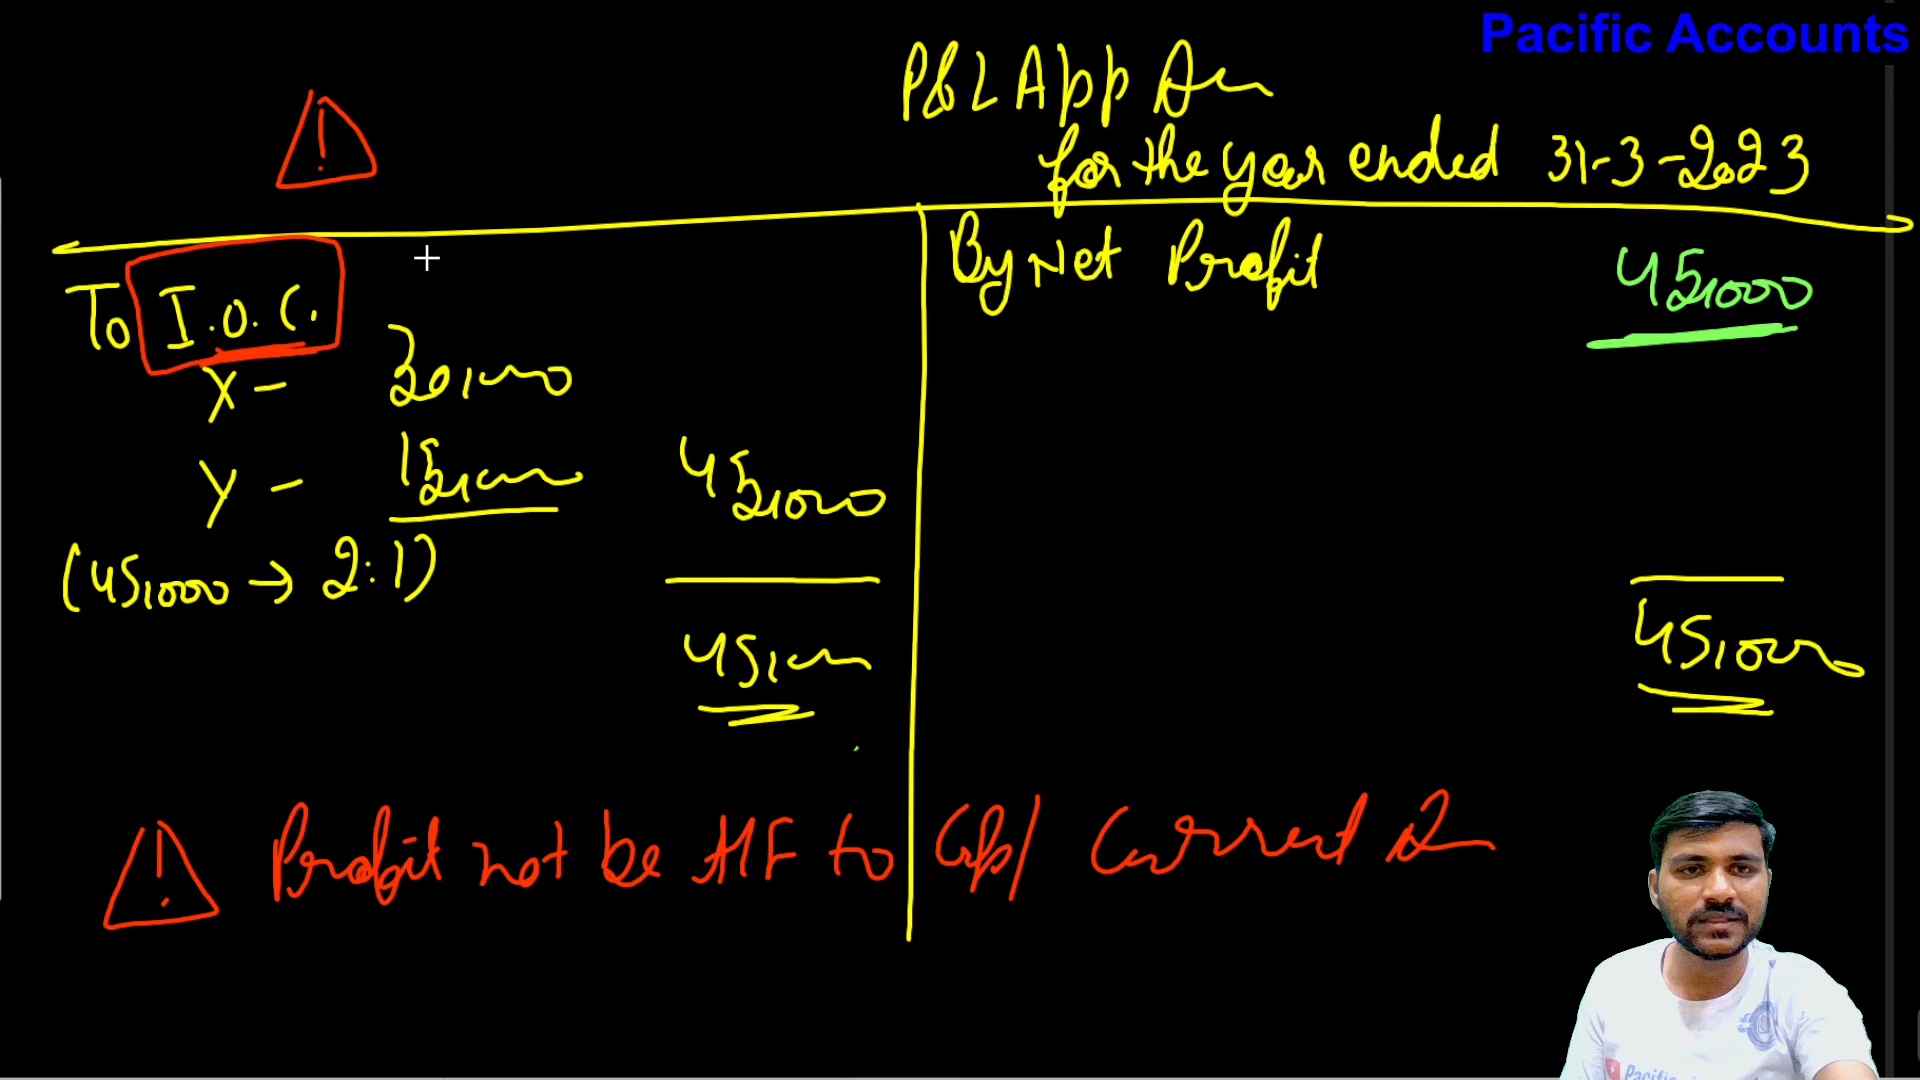 Pacific Accounts
P&L App A/c
for the year ended 31-3-2023
!
To I.O.C.
By Net Profit 45,000
X - 30,000
Y - 15,000 45,000
(45,000 → 2:1)
45,000 45,000
! Profit not be t/f to Cap/ Current A/c
Pacific